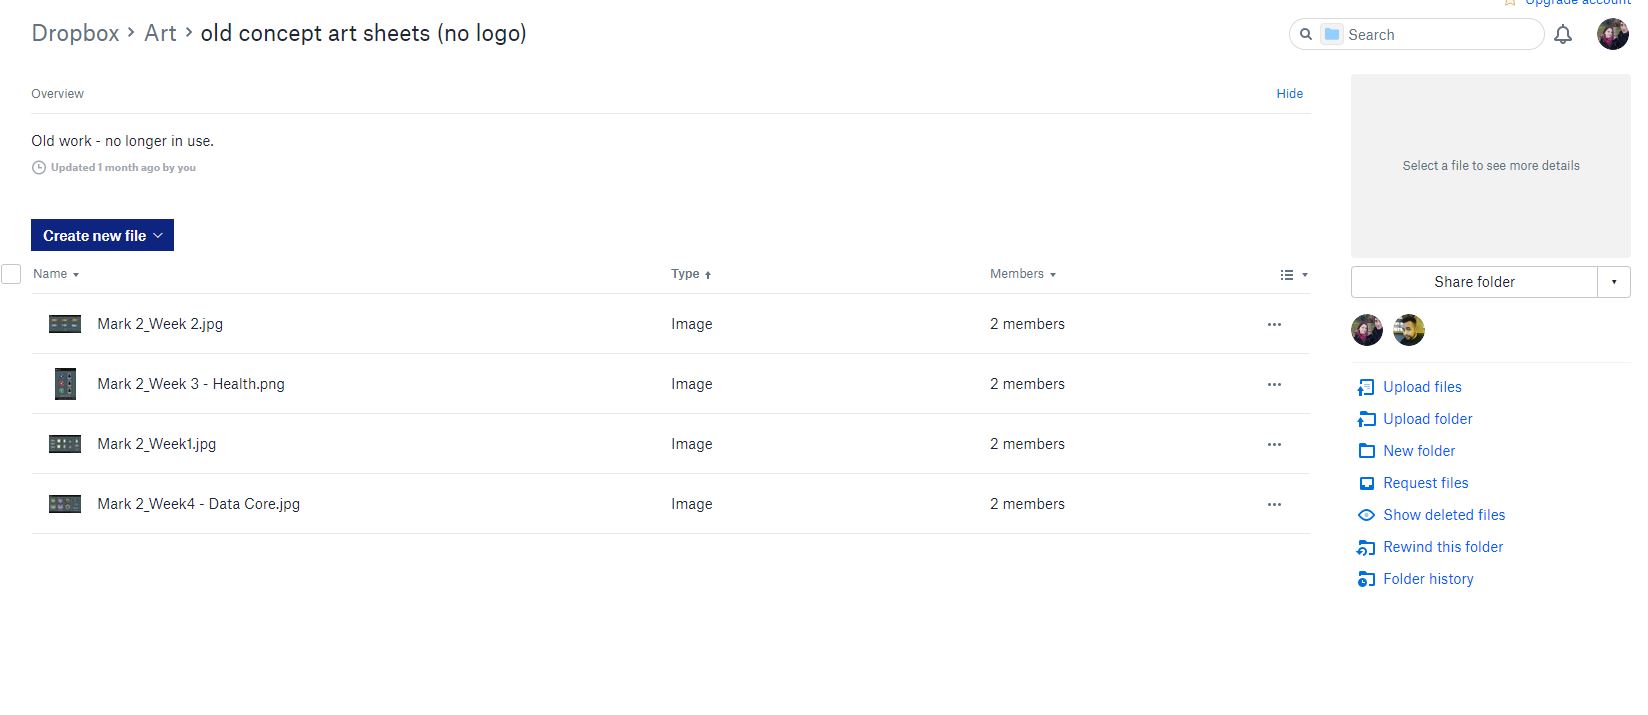 Upgrade account
Dropbox › Art › old concept art sheets (no logo)
Search
Overview
Hide
Old work - no longer in use.
Updated 1 month ago by you
Select a file to see more details
Create new file
Name
Type
Members
Share folder
Mark 2_Week 2.jpg Image 2 members
Mark 2_Week 3 - Health.png Image 2 members
Mark 2_Week1.jpg Image 2 members
Mark 2_Week4 - Data Core.jpg Image 2 members
Upload files
Upload folder
New folder
Request files
Show deleted files
Rewind this folder
Folder history